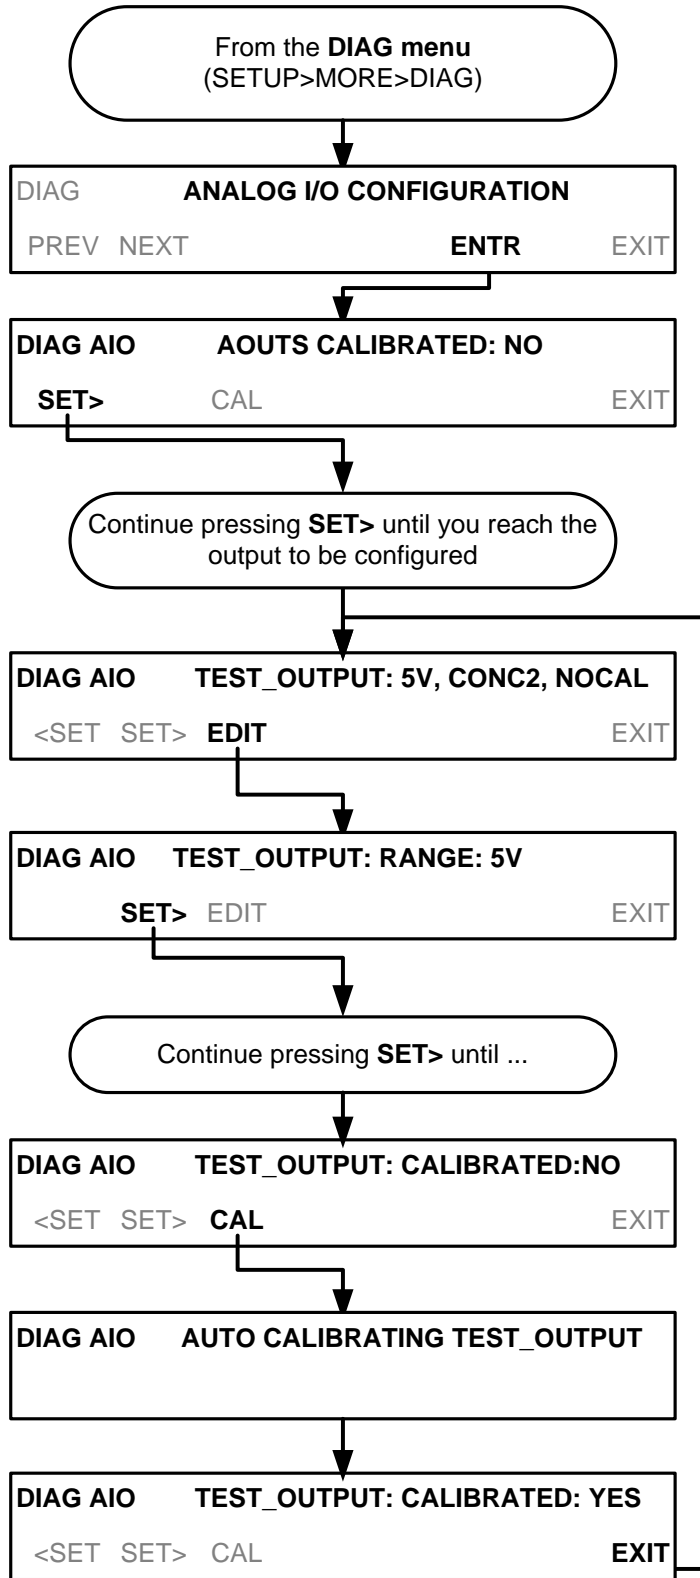 From the DIAG menu
(SETUP>MORE>DIAG)
DIAG ANALOG I/O CONFIGURATION
PREV NEXT ENTR EXIT
DIAG AIO AOUTS CALIBRATED: NO
SET> CAL EXIT
Continue pressing SET> until you reach the
output to be configured
DIAG AIO TEST_OUTPUT: 5V, CONC2, NOCAL
<SET SET> EDIT EXIT
DIAG AIO TEST_OUTPUT: RANGE: 5V
SET> EDIT EXIT
Continue pressing SET> until ...
DIAG AIO TEST_OUTPUT: CALIBRATED:NO
<SET SET> CAL EXIT
DIAG AIO AUTO CALIBRATING TEST_OUTPUT
DIAG AIO TEST_OUTPUT: CALIBRATED: YES
<SET SET> CAL EXIT